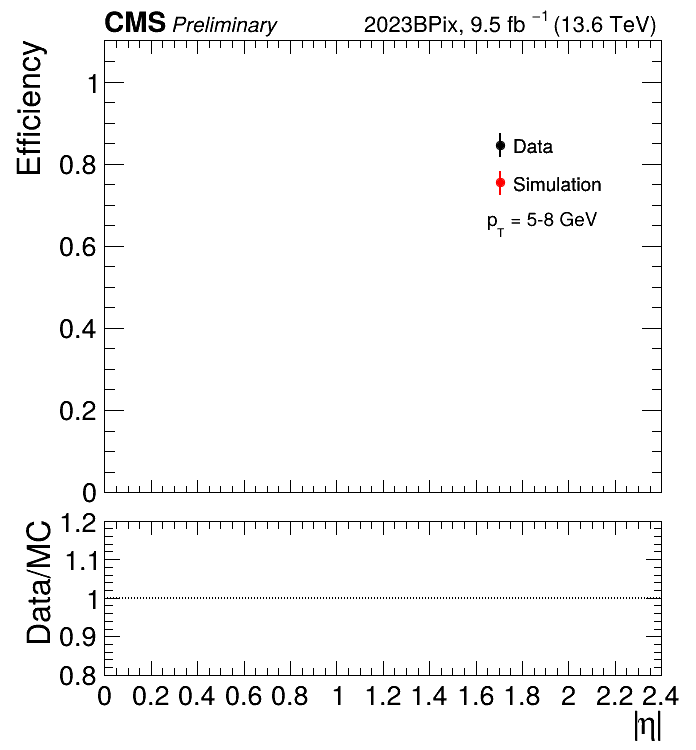 CMS Preliminary 2023BPix, 9.5 fb⁻¹ (13.6 TeV)
Efficiency
1
0.8
0.6
0.4
0.2
0
Data
Simulation
p_T = 5-8 GeV
Data/MC
1.2
1.1
1
0.9
0.8
0 0.2 0.4 0.6 0.8 1 1.2 1.4 1.6 1.8 2 2.2 2.4
|η|